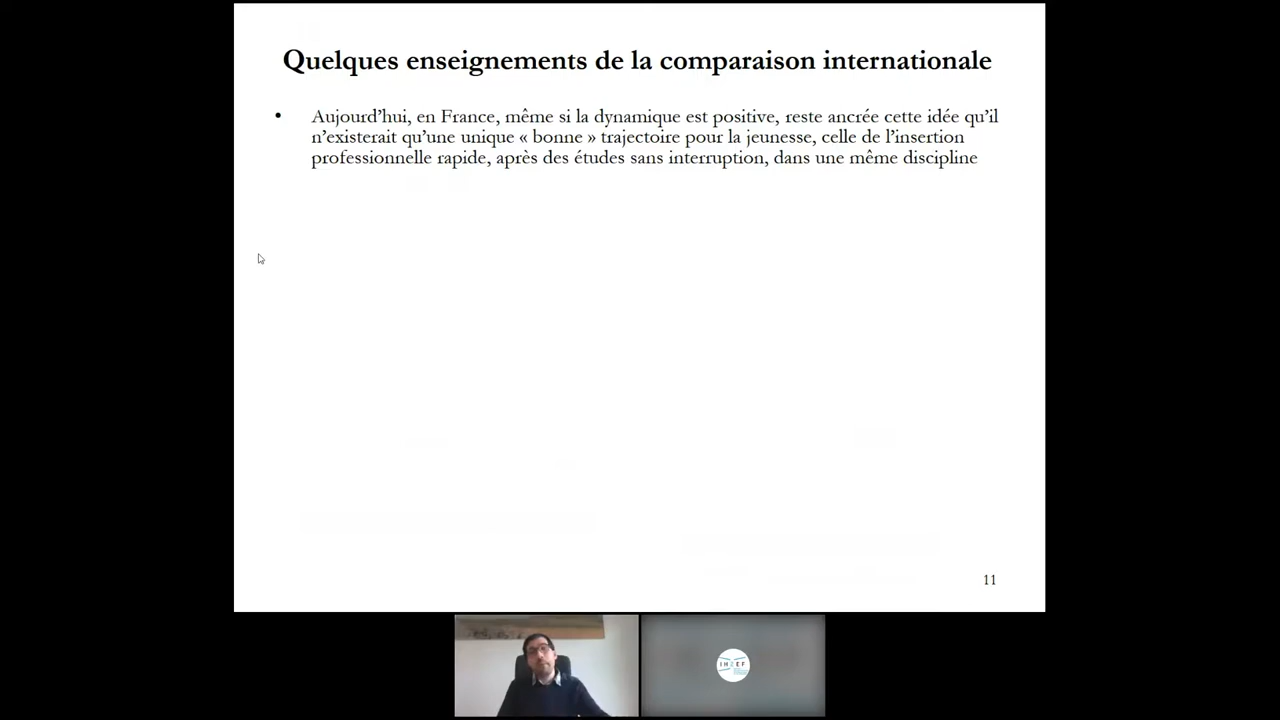 Quelques enseignements de la comparaison internationale
• Aujourd’hui, en France, même si la dynamique est positive, reste ancrée cette idée qu’il
n’existerait qu’une unique « bonne » trajectoire pour la jeunesse, celle de l’insertion
professionnelle rapide, après des études sans interruption, dans une même discipline
11
IH2EF